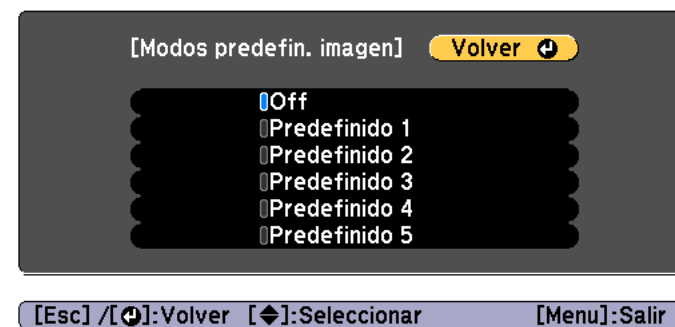 [Modos predefin. imagen] Volver
Off
Predefinido 1
Predefinido 2
Predefinido 3
Predefinido 4
Predefinido 5
[Esc] /[⏎]:Volver [◆]:Seleccionar [Menu]:Salir